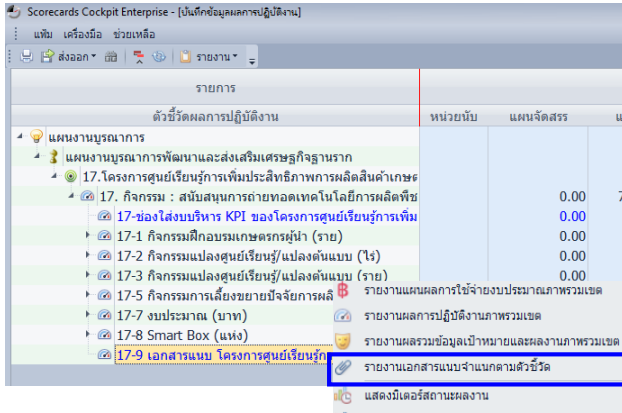 Scorecards Cockpit Enterprise - [บันทึกข้อมูลผลการปฏิบัติงาน]
แฟ้ม เครื่องมือ ช่วยเหลือ
ส่งออก รายงาน
รายการ
ตัวชี้วัดผลการปฏิบัติงาน หน่วยนับ แผนจัดสรร
แผนงานบูรณาการ
แผนงานบูรณาการพัฒนาและส่งเสริมเศรษฐกิจฐานราก
17.โครงการศูนย์เรียนรู้การเพิ่มประสิทธิภาพการผลิตสินค้าเกษต
17. กิจกรรม : สนับสนุนการถ่ายทอดเทคโนโลยีการผลิตพืช 0.00 7
17-ช่องใส่งบบริหาร KPI ของโครงการศูนย์เรียนรู้การเพิ่ม 0.00
17-1 กิจกรรมฝึกอบรมเกษตรกรผู้นำ (ราย) 0.00
17-2 กิจกรรมแปลงศูนย์เรียนรู้/แปลงต้นแบบ (ไร่) 0.00
17-3 กิจกรรมแปลงศูนย์เรียนรู้/แปลงต้นแบบ (ราย) 0.00
17-5 กิจกรรมการเลี้ยงขยายปัจจัยการผลิ
17-7 งบประมาณ (บาท)
17-8 Smart Box (แห่ง)
17-9 เอกสารแนบ โครงการศูนย์เรียนรู้ก
รายงานแผนผลการใช้จ่ายงบประมาณภาพรวมเขต
รายงานผลการปฏิบัติงานภาพรวมเขต
รายงานผลรวมข้อมูลเป้าหมายและผลงานภาพรวมเขต
รายงานเอกสารแนบจำแนกตามตัวชี้วัด
แสดงมิเตอร์สถานะผลงาน